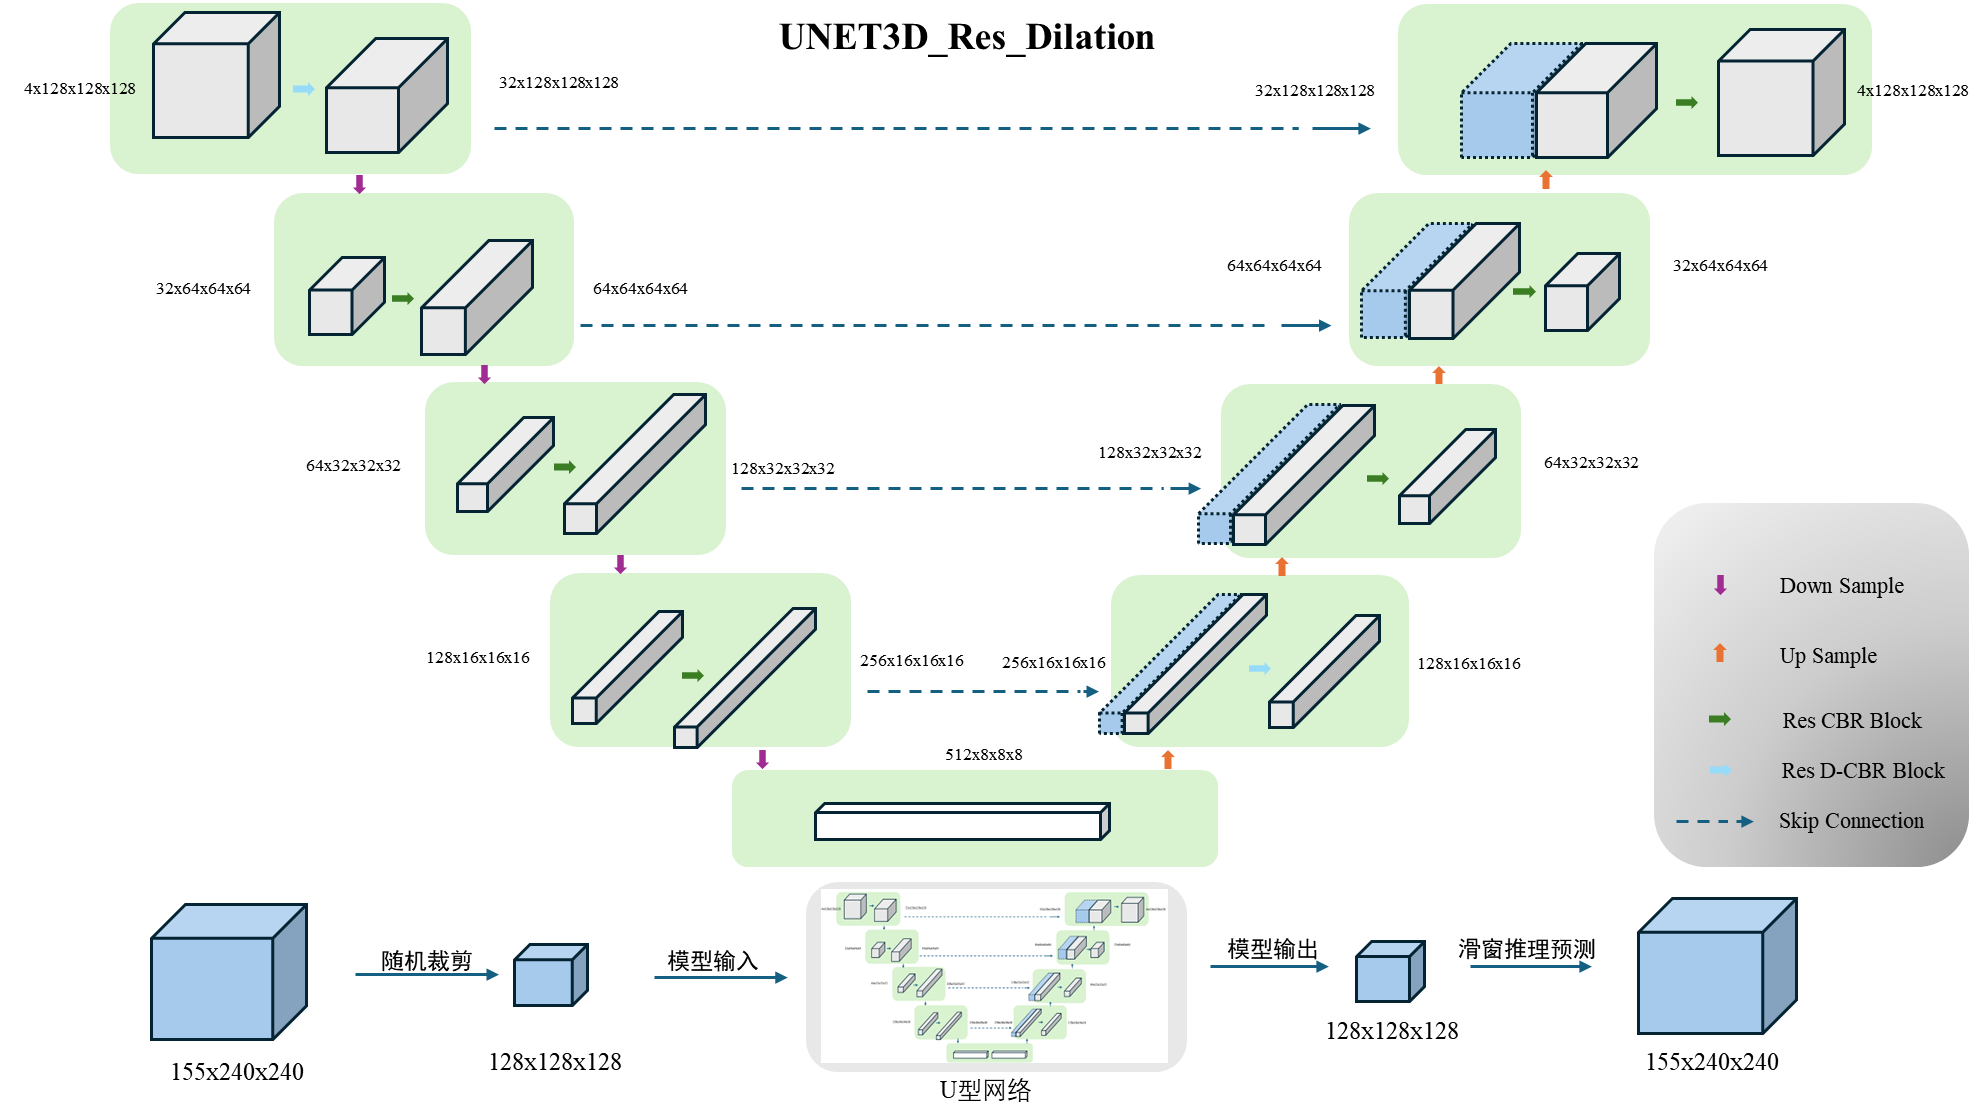 UNET3D_Res_Dilation
4x128x128x128
32x128x128x128
32x128x128x128
4x128x128x128
32x64x64x64
64x64x64x64
64x64x64x64
32x64x64x64
64x32x32x32
128x32x32x32
128x32x32x32
64x32x32x32
128x16x16x16
256x16x16x16
256x16x16x16
128x16x16x16
512x8x8x8
Down Sample
Up Sample
Res CBR Block
Res D-CBR Block
Skip Connection
155x240x240
随机裁剪
128x128x128
模型输入
U型网络
模型输出
128x128x128
滑窗推理预测
155x240x240